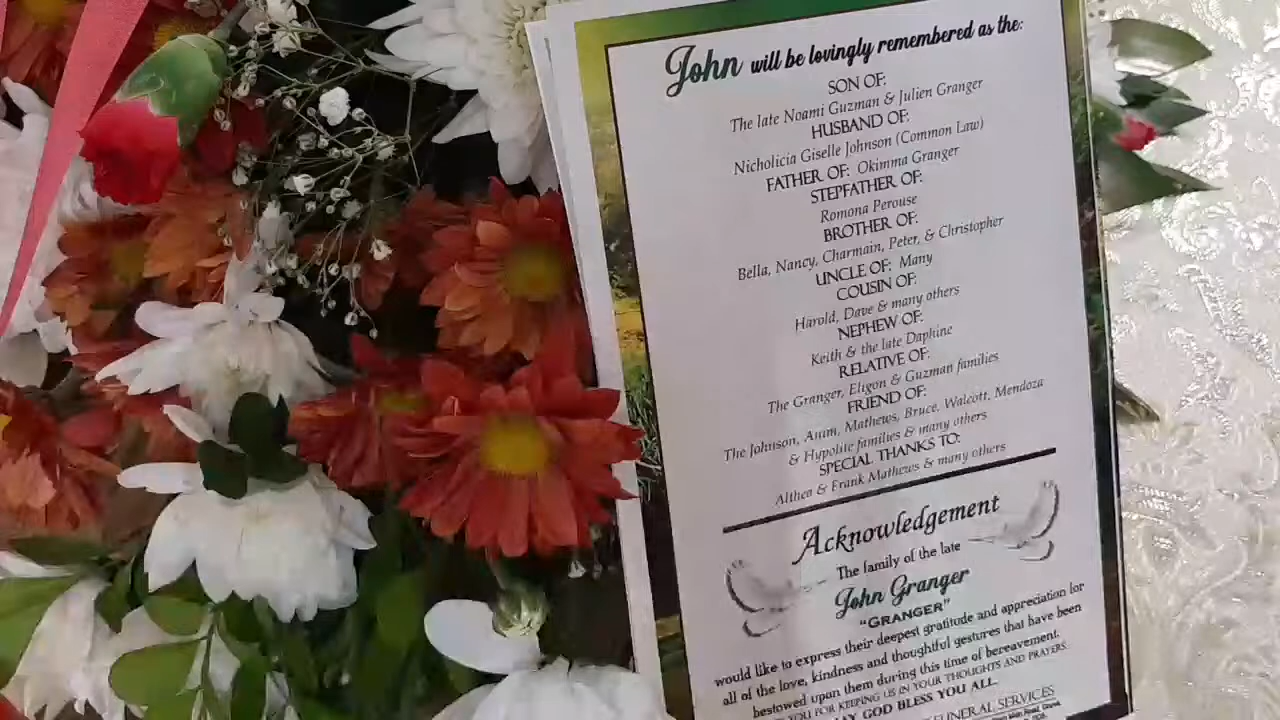 John will be lovingly remembered as the:
SON OF:
The late Noami Guzman & Julien Granger
HUSBAND OF:
Nicholicia Giselle Johnson (Common Law)
FATHER OF: Okimma Granger
STEPFATHER OF:
Romona Perouse
BROTHER OF:
Bella, Nancy, Charmain, Peter, & Christopher
UNCLE OF: Many
COUSIN OF:
Harold, Dave & many others
NEPHEW OF:
Keith & the late Daphine
RELATIVE OF:
The Granger, Eligon & Guzman families
FRIEND OF:
The Johnson, Aum, Mathews, Bruce, Walcott, Mendoza
& Hypolite families & many others
SPECIAL THANKS TO:
Althea & Frank Mathews & many others
Acknowledgement
The family of the late
John Granger
"GRANGER"
would like to express their deepest gratitude and appreciation for
all of the love, kindness and thoughtful gestures that have been
bestowed upon them during this time of bereavement.
YOU FOR KEEPING US IN YOUR THOUGHTS AND PRAYERS.
GOD BLESS YOU ALL.
FUNERAL SERVICES